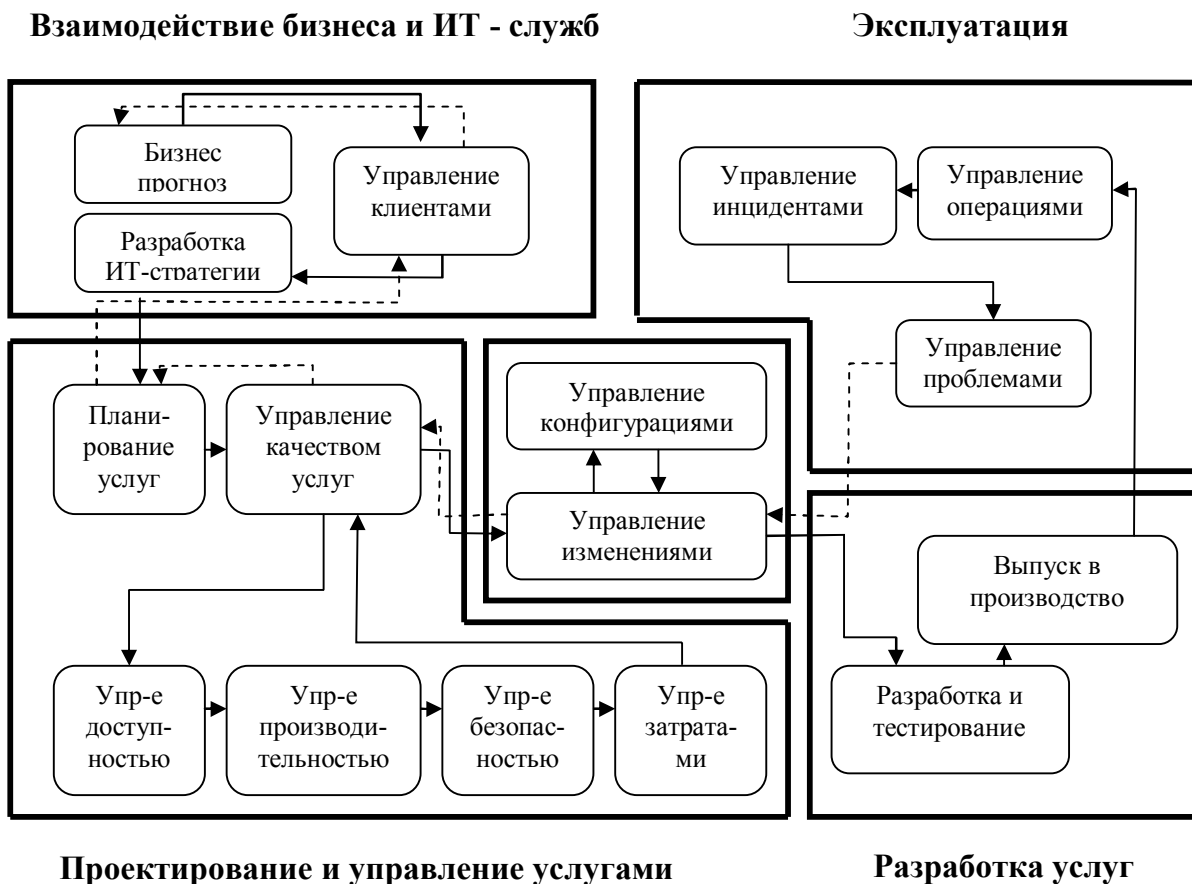 Взаимодействие бизнеса и ИТ - служб
Эксплуатация
Бизнес
прогноз
Управление
клиентами
Разработка
ИТ-стратегии
Управление
инцидентами
Управление
операциями
Управление
проблемами
Плани-
рование
услуг
Управление
качеством
услуг
Управление
конфигурациями
Управление
изменениями
Выпуск в
производство
Разработка и
тестирование
Упр-е
доступ-
ностью
Упр-е
производи-
тельностью
Упр-е
безопас-
ностью
Упр-е
затрата-
ми
Проектирование и управление услугами
Разработка услуг